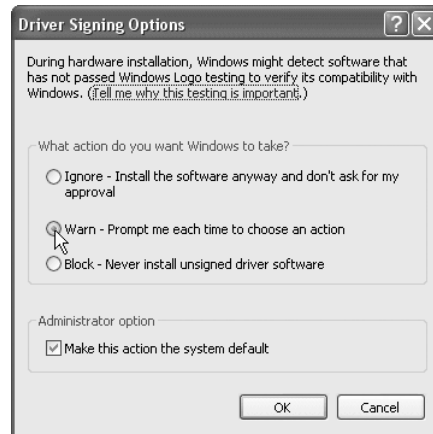 Driver Signing Options
During hardware installation, Windows might detect software that
has not passed Windows Logo testing to verify its compatibility with
Windows. (Tell me why this testing is important.)
What action do you want Windows to take?
Ignore - Install the software anyway and don't ask for my
approval
Warn - Prompt me each time to choose an action
Block - Never install unsigned driver software
Administrator option
Make this action the system default
OK
Cancel